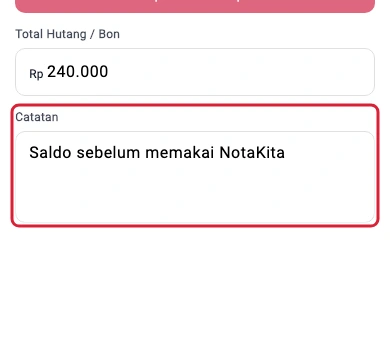 Total Hutang / Bon
Rp 240.000
Catatan
Saldo sebelum memakai NotaKita